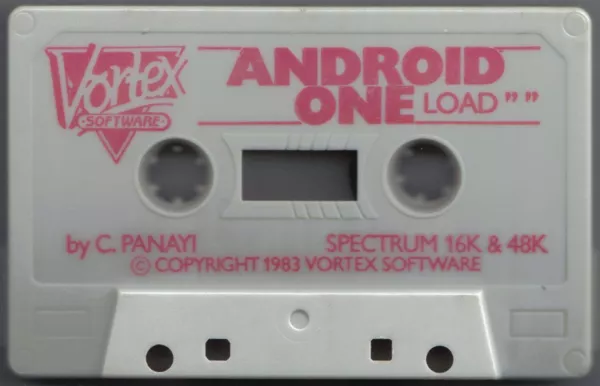 Vortex
SOFTWARE
ANDROID
ONE LOAD ” ”
by C. PANAYI SPECTRUM 16K & 48K
© COPYRIGHT 1983 VORTEX SOFTWARE